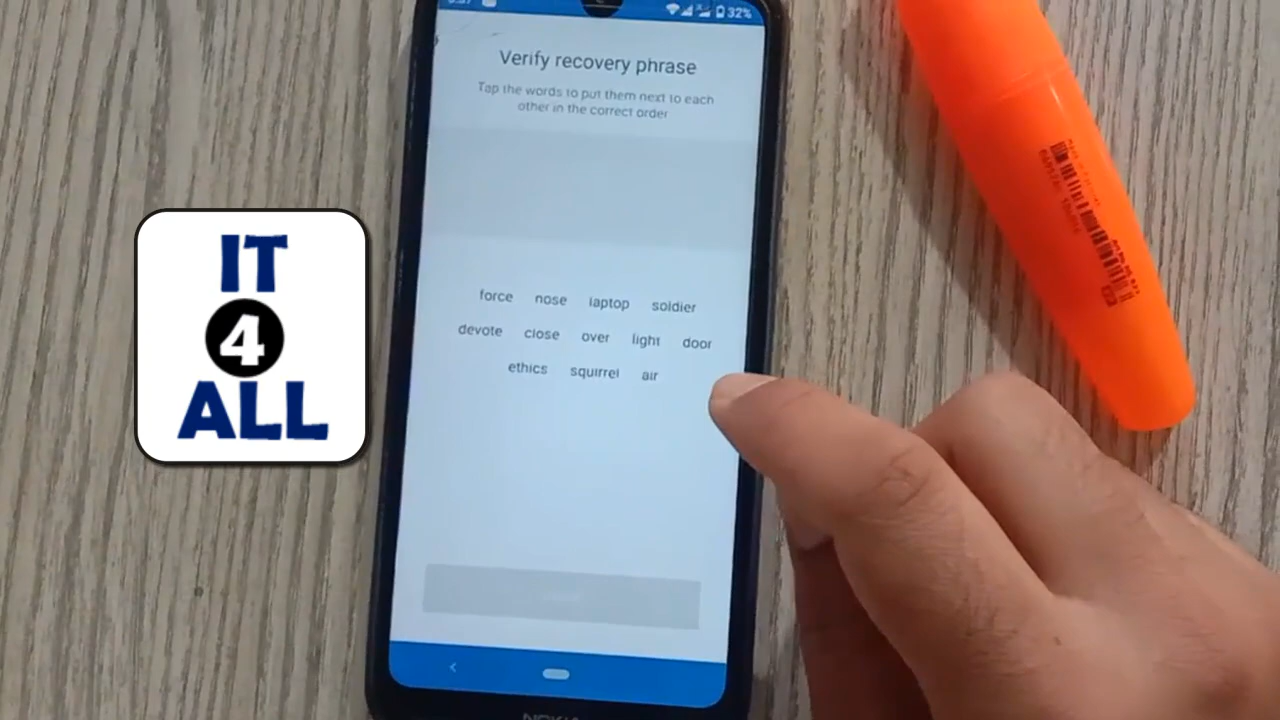 32%
Verify recovery phrase
Tap the words to put them next to each
other in the correct order
force nose laptop soldier
devote close over light door
ethics squirrel air
IT
4
ALL